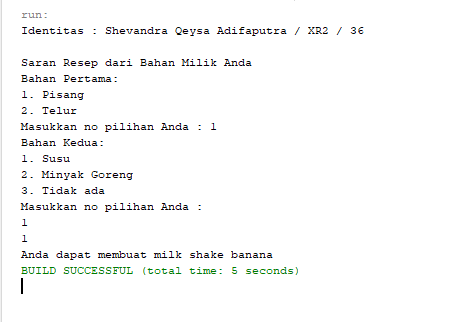 run:
Identitas : Shevandra Qeysa Adifaputra / XR2 / 36
Saran Resep dari Bahan Milik Anda
Bahan Pertama:
1. Pisang
2. Telur
Masukkan no pilihan Anda : 1
Bahan Kedua:
1. Susu
2. Minyak Goreng
3. Tidak ada
Masukkan no pilihan Anda :
1
1
Anda dapat membuat milk shake banana
BUILD SUCCESSFUL (total time: 5 seconds)